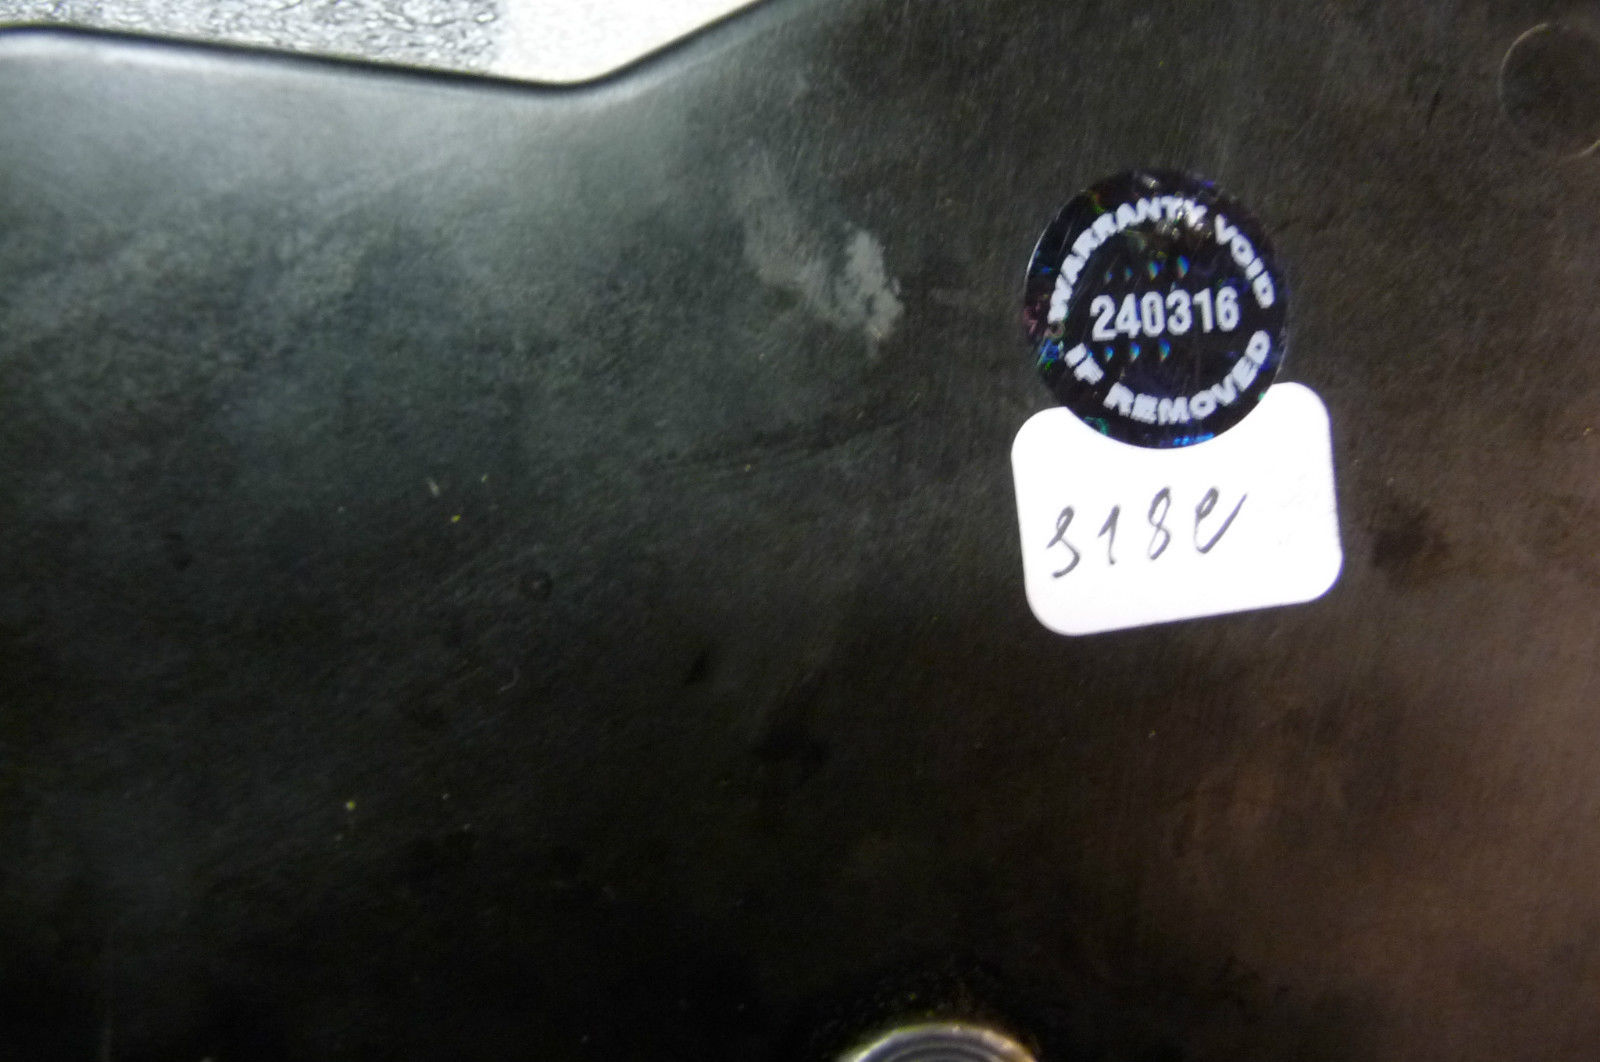 WARRANTY VOID
240316
IF REMOVED
318e